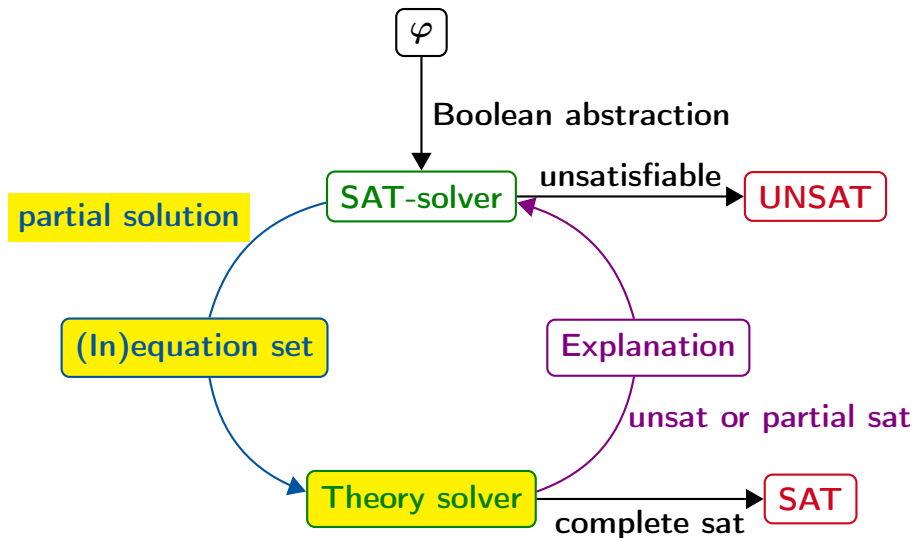 φ
Boolean abstraction
SAT-solver
unsatisfiable
UNSAT
partial solution
(In)equation set
Explanation
unsat or partial sat
Theory solver
complete sat
SAT